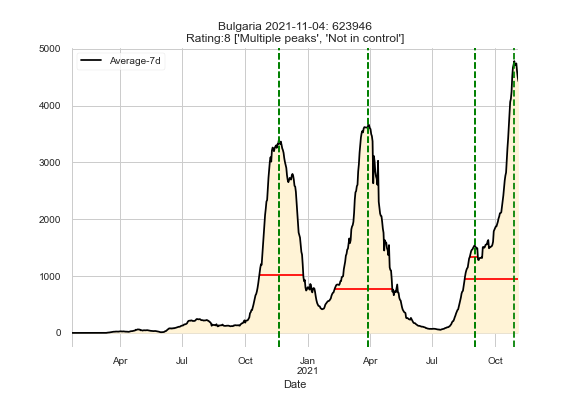 Bulgaria 2021-11-04: 623946
Rating:8 ['Multiple peaks', 'Not in control']
Average-7d
5000
4000
3000
2000
1000
0
Apr Jul Oct Jan Apr Jul Oct
2021
Date